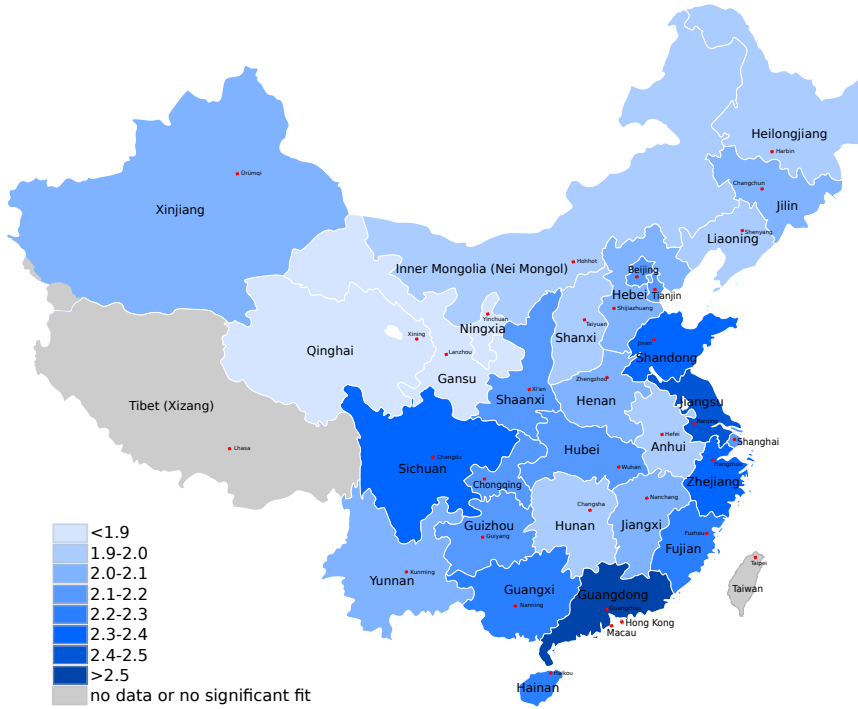 Heilongjiang
Harbin
Ürümqi
Changchun
Xinjiang
Jilin
Shenyang
Liaoning
Hohhot
Inner Mongolia (Nei Mongol)
Beijing
Hebei
Tianjin
Shijiazhuang
Yinchuan
Ningxia
Taiyuan
Shanxi
Xining
Jinan
Qinghai
Lanzhou
Shandong
Gansu
Zhengzhou
Xi'an
Shaanxi
Henan
Jiangsu
Tibet (Xizang)
Nanjing
Hefei
Anhui
Shanghai
Lhasa
Chengdu
Sichuan
Hubei
Wuhan
Hangzhou
Zhejiang
Chongqing
Nanchang
Changsha
Guizhou
Hunan
Jiangxi
Guiyang
Fuzhou
Fujian
Taipei
Kunming
Yunnan
Guangxi
Taiwan
Guangdong
Nanning
Guangzhou
Hong Kong
Macau
Haikou
Hainan
<1.9
1.9-2.0
2.0-2.1
2.1-2.2
2.2-2.3
2.3-2.4
2.4-2.5
>2.5
no data or no significant fit